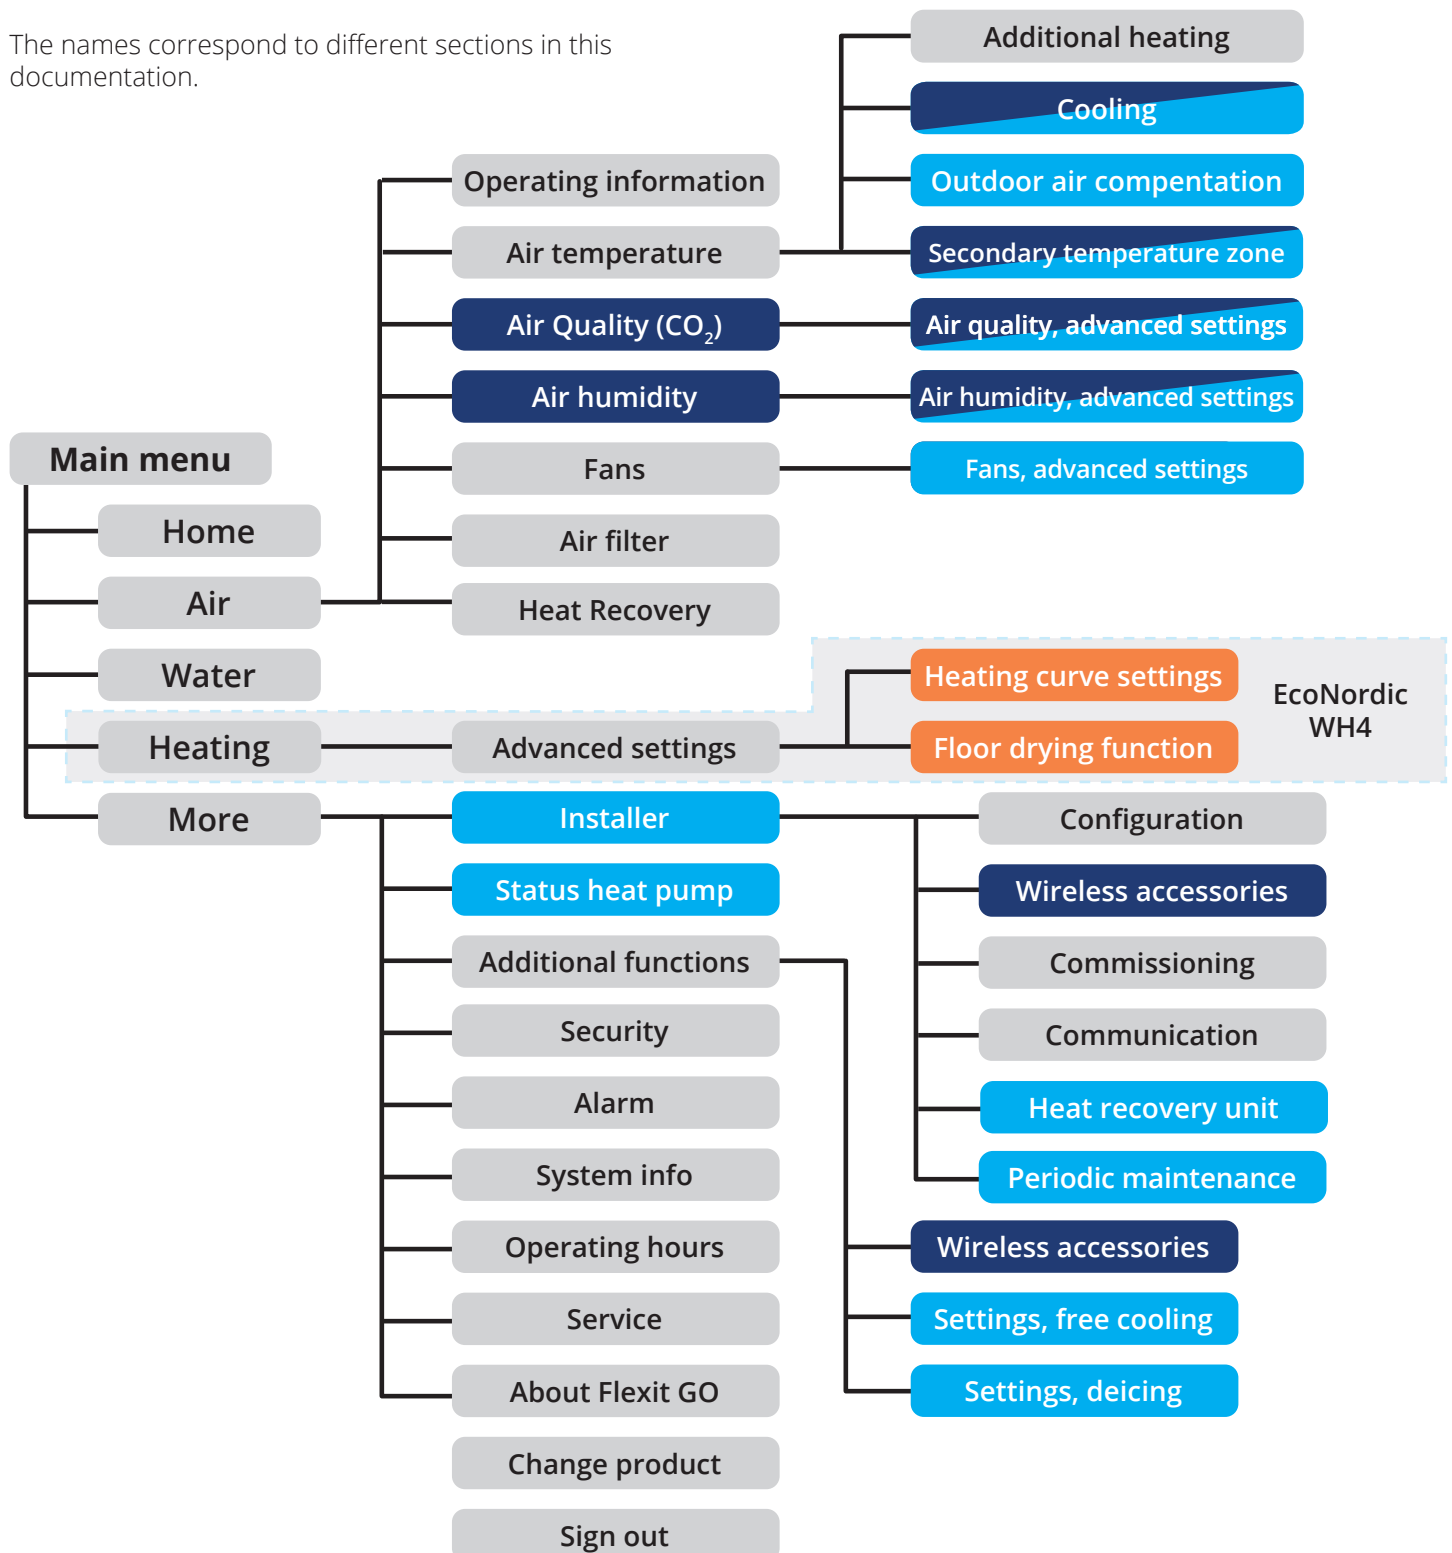 The names correspond to different sections in this
documentation.
Main menu
Home
Air
Water
Heating
More
Operating information
Air temperature
Air Quality (CO₂)
Air humidity
Fans
Air filter
Heat Recovery
Additional heating
Cooling
Outdoor air compentation
Secondary temperature zone
Air quality, advanced settings
Air humidity, advanced settings
Fans, advanced settings
Advanced settings
Heating curve settings
Floor drying function
EcoNordic
WH4
Installer
Status heat pump
Additional functions
Security
Alarm
System info
Operating hours
Service
About Flexit GO
Change product
Sign out
Configuration
Wireless accessories
Commissioning
Communication
Heat recovery unit
Periodic maintenance
Wireless accessories
Settings, free cooling
Settings, deicing